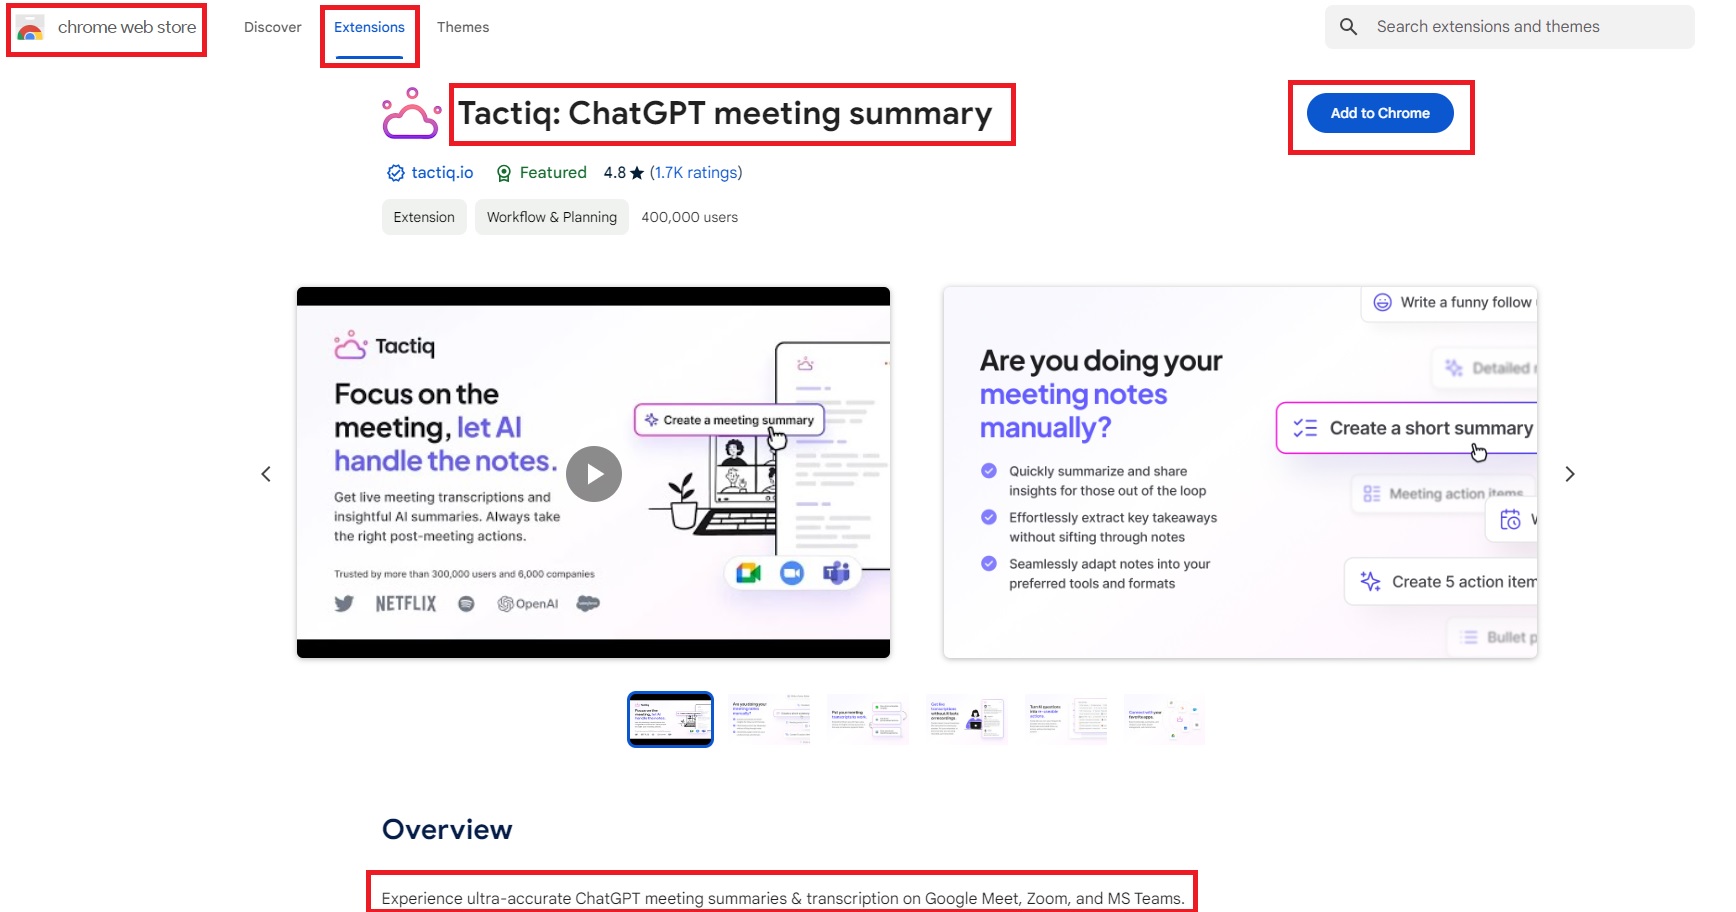 chrome web store
Discover
Extensions
Themes
Search extensions and themes
Tactiq: ChatGPT meeting summary
Add to Chrome
tactiq.io
Featured
4.8 ★ (1.7K ratings)
Extension
Workflow & Planning
400,000 users
Tactiq
Focus on the
meeting, let AI
handle the notes.
Get live meeting transcriptions and
insightful AI summaries. Always take
the right post-meeting actions.
Trusted by more than 300,000 users and 6,000 companies
NETFLIX
OpenAI
Create a meeting summary
Are you doing your
meeting notes
manually?
Quickly summarize and share
insights for those out of the loop
Effortlessly extract key takeaways
without sifting through notes
Seamlessly adapt notes into your
preferred tools and formats
Write a funny follow
Detailed
Create a short summary
Meeting action items
Create 5 action item
Bullet
Overview
Experience ultra-accurate ChatGPT meeting summaries & transcription on Google Meet, Zoom, and MS Teams.